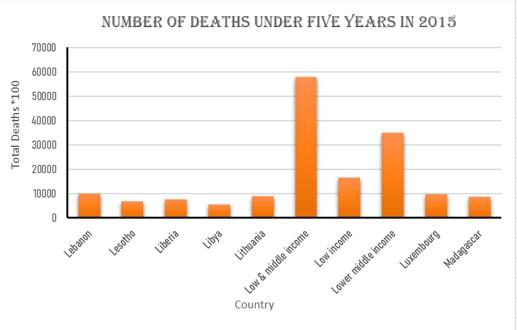 NUMBER OF DEATHS UNDER FIVE YEARS IN 2015
70000
60000
50000
40000
30000
20000
10000
0
Total Deaths *100
Lebanon
Lesotho
Liberia
Libya
Lithuania
Low & middle income
Low income
Lower middle income
Luxembourg
Madagascar
Country